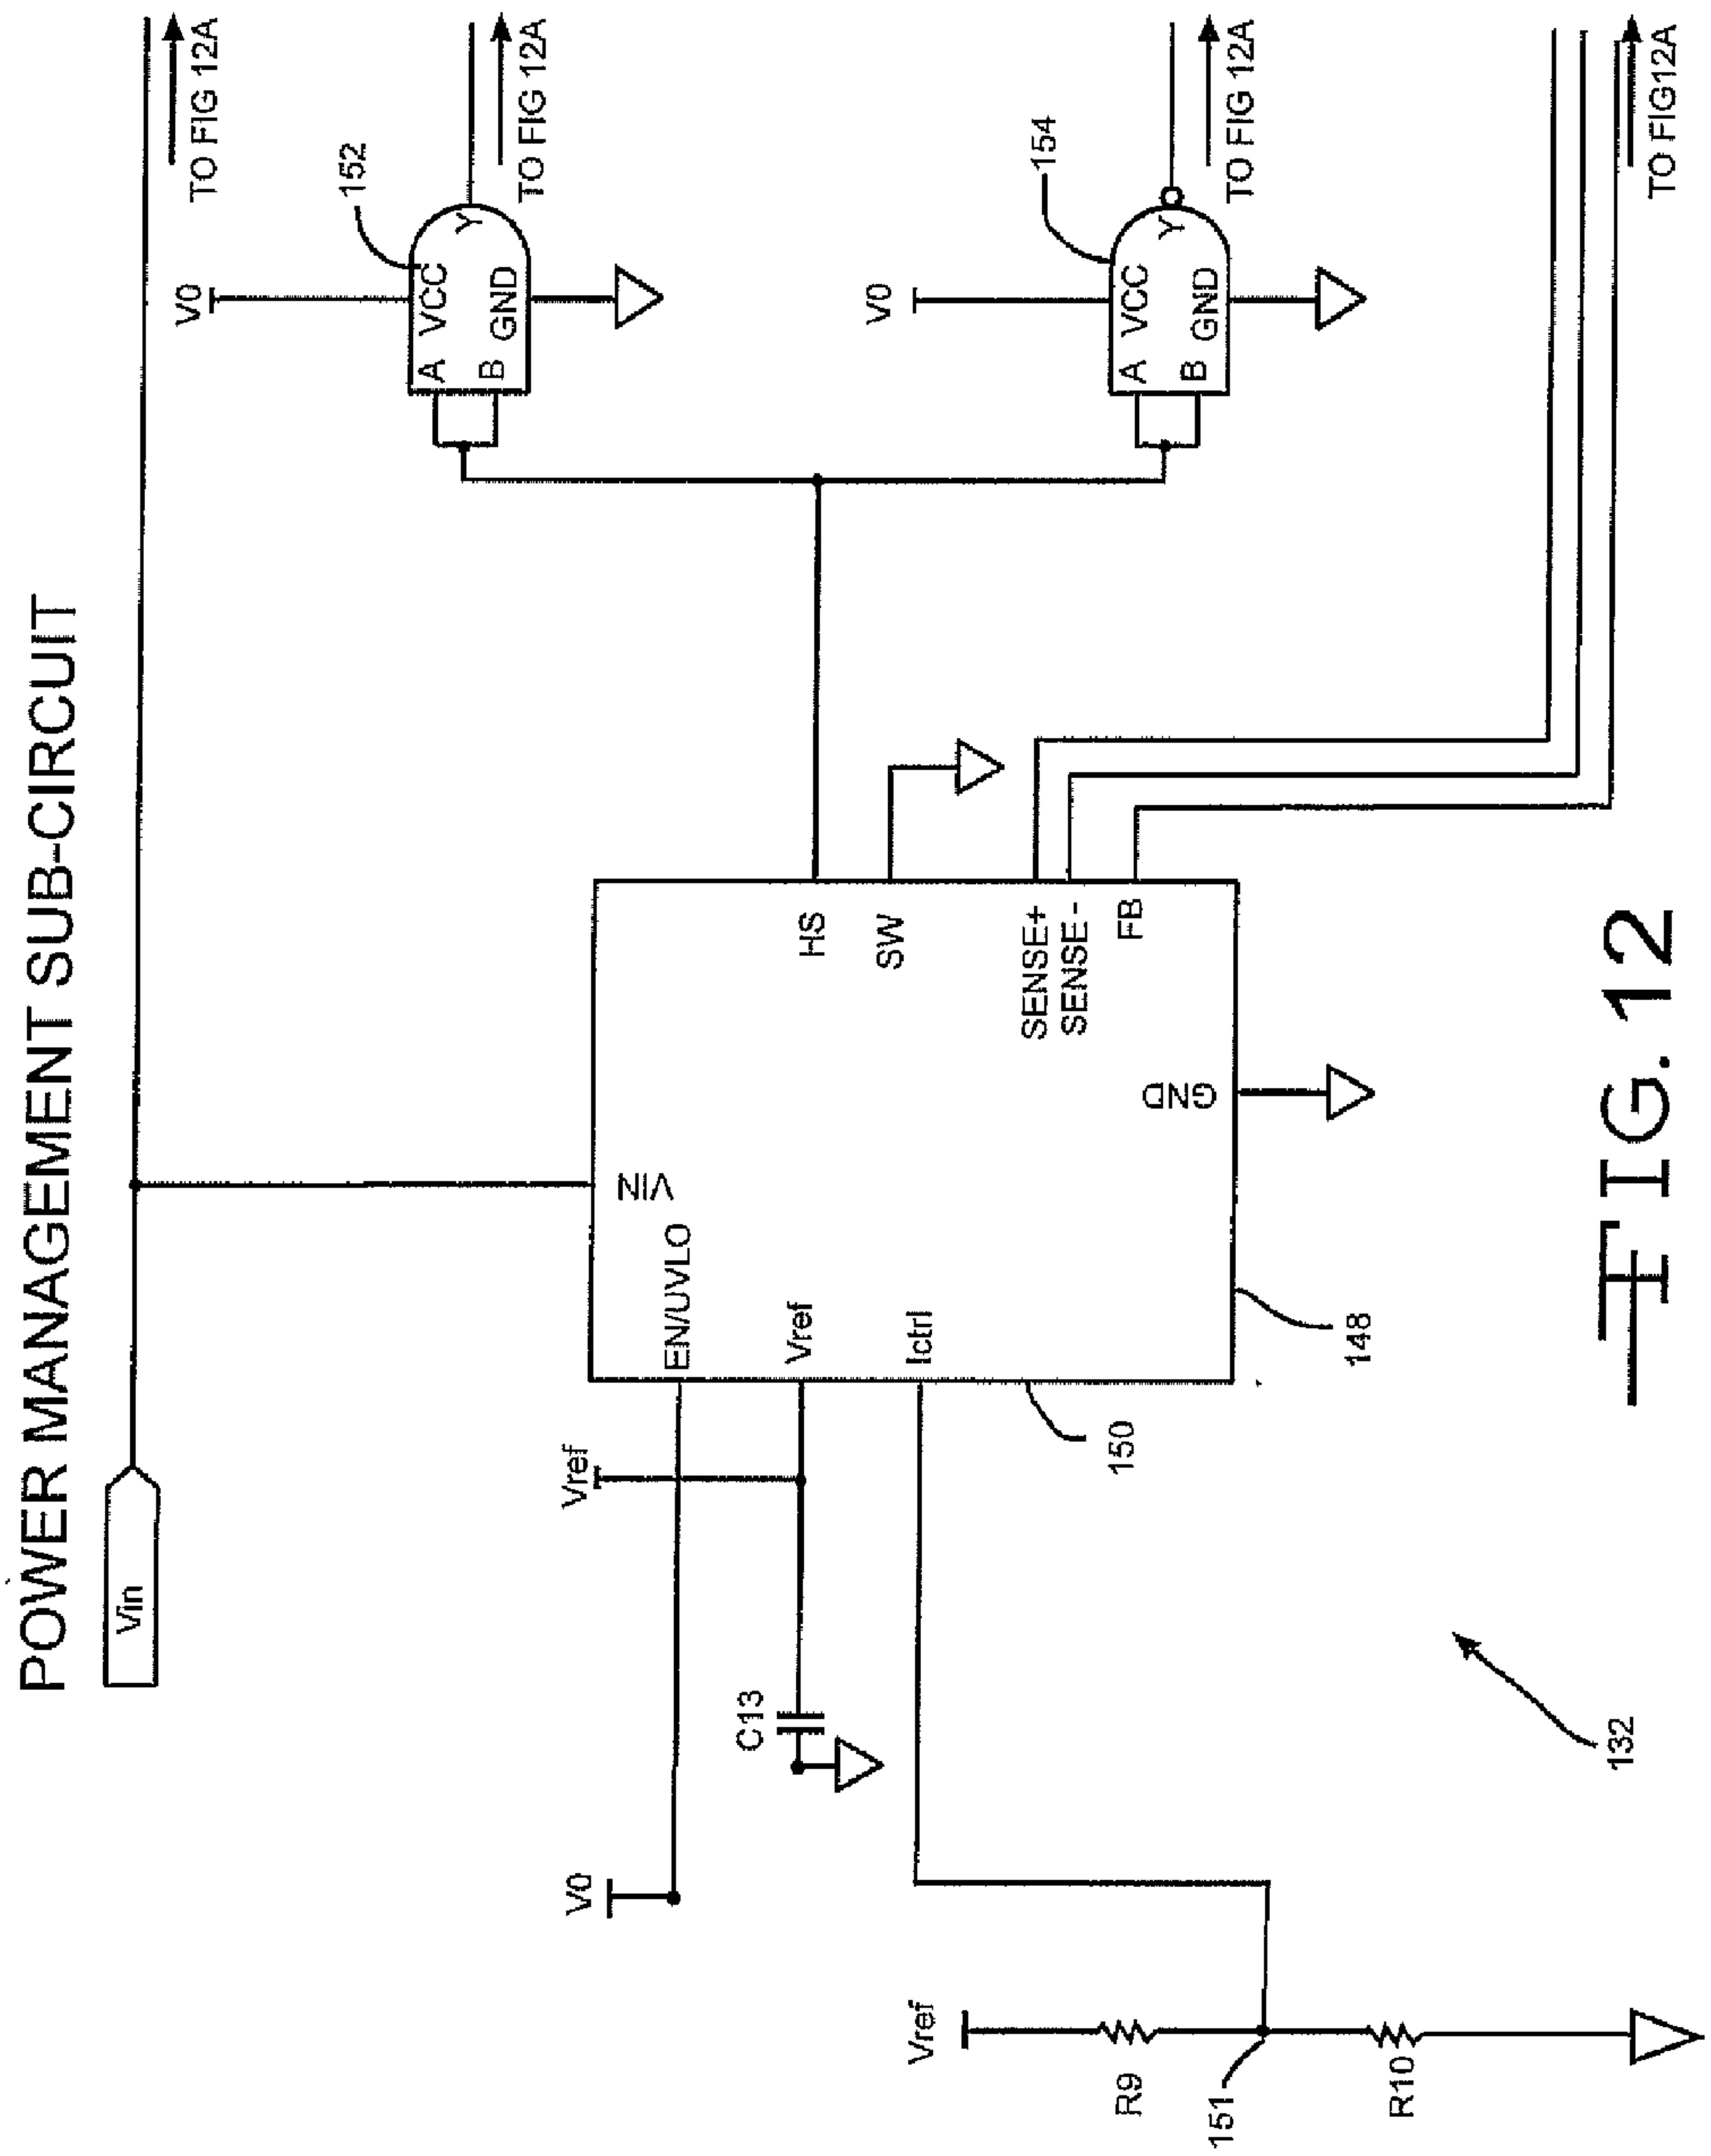 POWER MANAGEMENT SUB-CIRCUIT
Vin
TO FIG 12A
V0
152
A
VCC
B
GND
Y
TO FIG 12A
V0
154
A
VCC
B
GND
Y
TO FIG 12A
V0
Vref
C13
EN/UVLO
VIN
Vref
Ictrl
HS
SW
SENSE+
SENSE -
FB
GND
150
148
Vref
R9
151
R10
132
TO FIG12A
FIG. 12